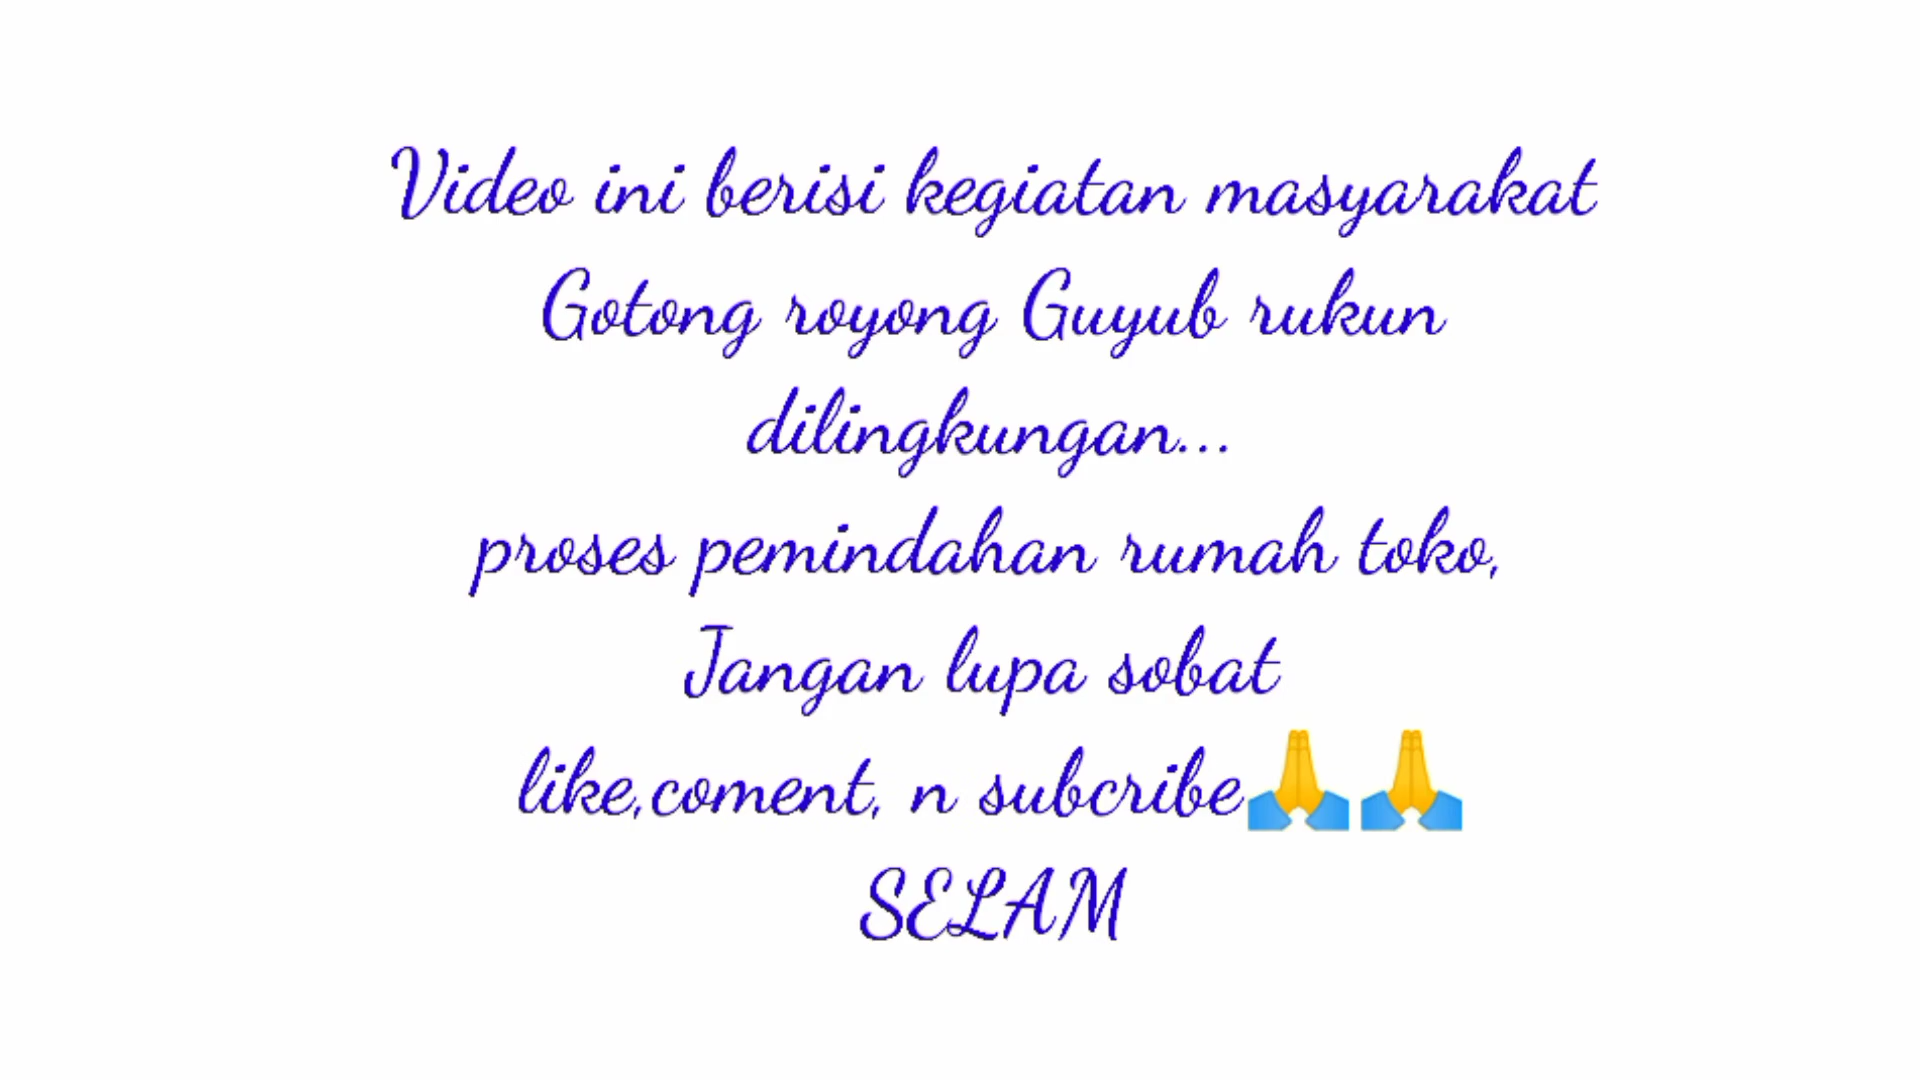 Video ini berisi kegiatan masyarakat
Gotong royong Guyub rukun
dilingkungan...
proses pemindahan rumah toko,
Jangan lupa sobat
like,coment, n subcribe🙏🙏
SELAM